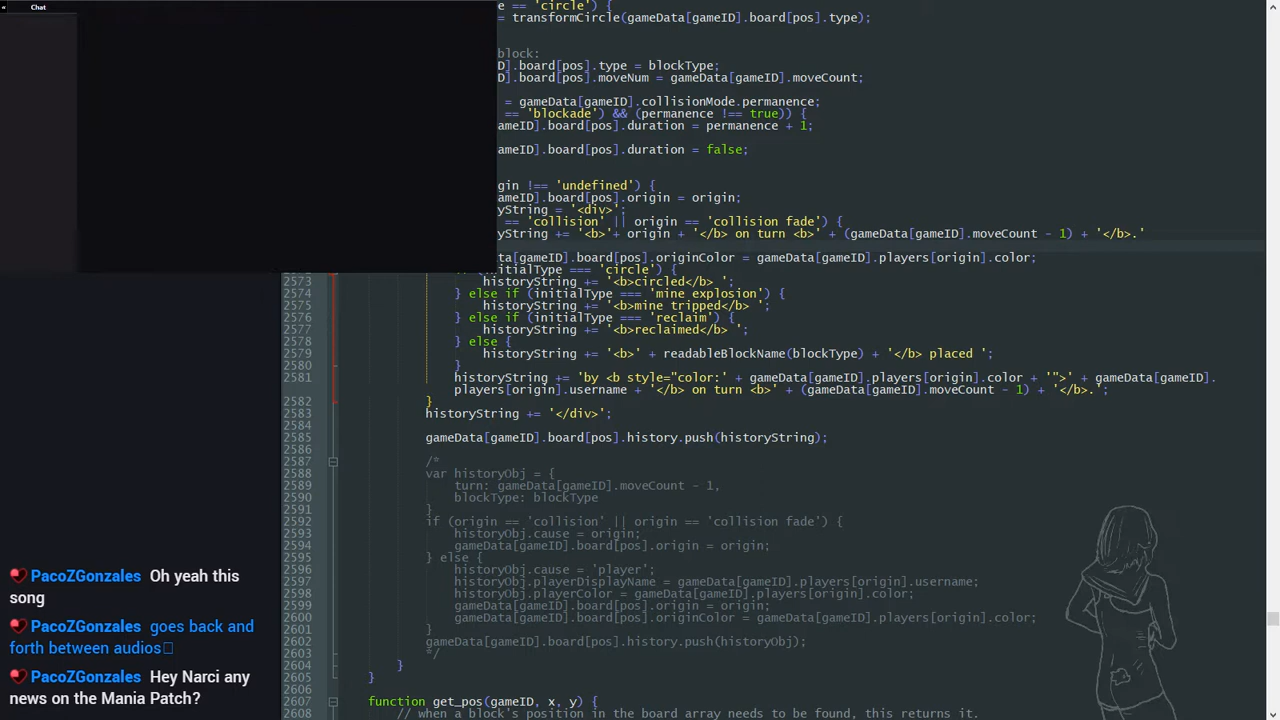 « Chat
e == 'circle') {
= transformCircle(gameData[gameID].board[pos].type);
block:
D].board[pos].type = blockType;
D].board[pos].moveNum = gameData[gameID].moveCount;
= gameData[gameID].collisionMode.permanence;
== 'blockade') && (permanence !== true)) {
ameID].board[pos].duration = permanence + 1;
ameID].board[pos].duration = false;
gin !== 'undefined') {
ameID].board[pos].origin = origin;
yString = '<div>';
== 'collision' || origin == 'collision fade') {
yString += '<b>'+ origin + '</b> on turn <b>' + (gameData[gameID].moveCount - 1) + '</b>.'
ta[gameID].board[pos].originColor = gameData[gameID].players[origin].color;
(initialType === 'circle') {
2573 historyString += '<b>circled</b> ';
2574 } else if (initialType === 'mine explosion') {
2575 historyString += '<b>mine tripped</b> ';
2576 } else if (initialType === 'reclaim') {
2577 historyString += '<b>reclaimed</b> ';
2578 } else {
2579 historyString += '<b>' + readableBlockName(blockType) + '</b> placed ';
2580 }
2581 historyString += 'by <b style="color:' + gameData[gameID].players[origin].color + '">' + gameData[gameID].
players[origin].username + '</b> on turn <b>' + (gameData[gameID].moveCount - 1) + '</b>.';
2582 }
2583 historyString += '</div>';
2584
2585 gameData[gameID].board[pos].history.push(historyString);
2586
2587 /*
2588 var historyObj = {
2589 turn: gameData[gameID].moveCount - 1,
2590 blockType: blockType
2591 }
2592 if (origin == 'collision' || origin == 'collision fade') {
2593 historyObj.cause = origin;
2594 gameData[gameID].board[pos].origin = origin;
2595 } else {
2596 historyObj.cause = 'player';
2597 historyObj.playerDisplayName = gameData[gameID].players[origin].username;
2598 historyObj.playerColor = gameData[gameID].players[origin].color;
2599 gameData[gameID].board[pos].origin = origin;
2600 gameData[gameID].board[pos].originColor = gameData[gameID].players[origin].color;
2601 }
2602 gameData[gameID].board[pos].history.push(historyObj);
2603 */
2604 }
2605 }
2606
2607 function get_pos(gameID, x, y) {
2608 // when a block's position in the board array needs to be found, this returns it.
PacoZGonzales Oh yeah this
song
PacoZGonzales goes back and
forth between audios
PacoZGonzales Hey Narci any
news on the Mania Patch?